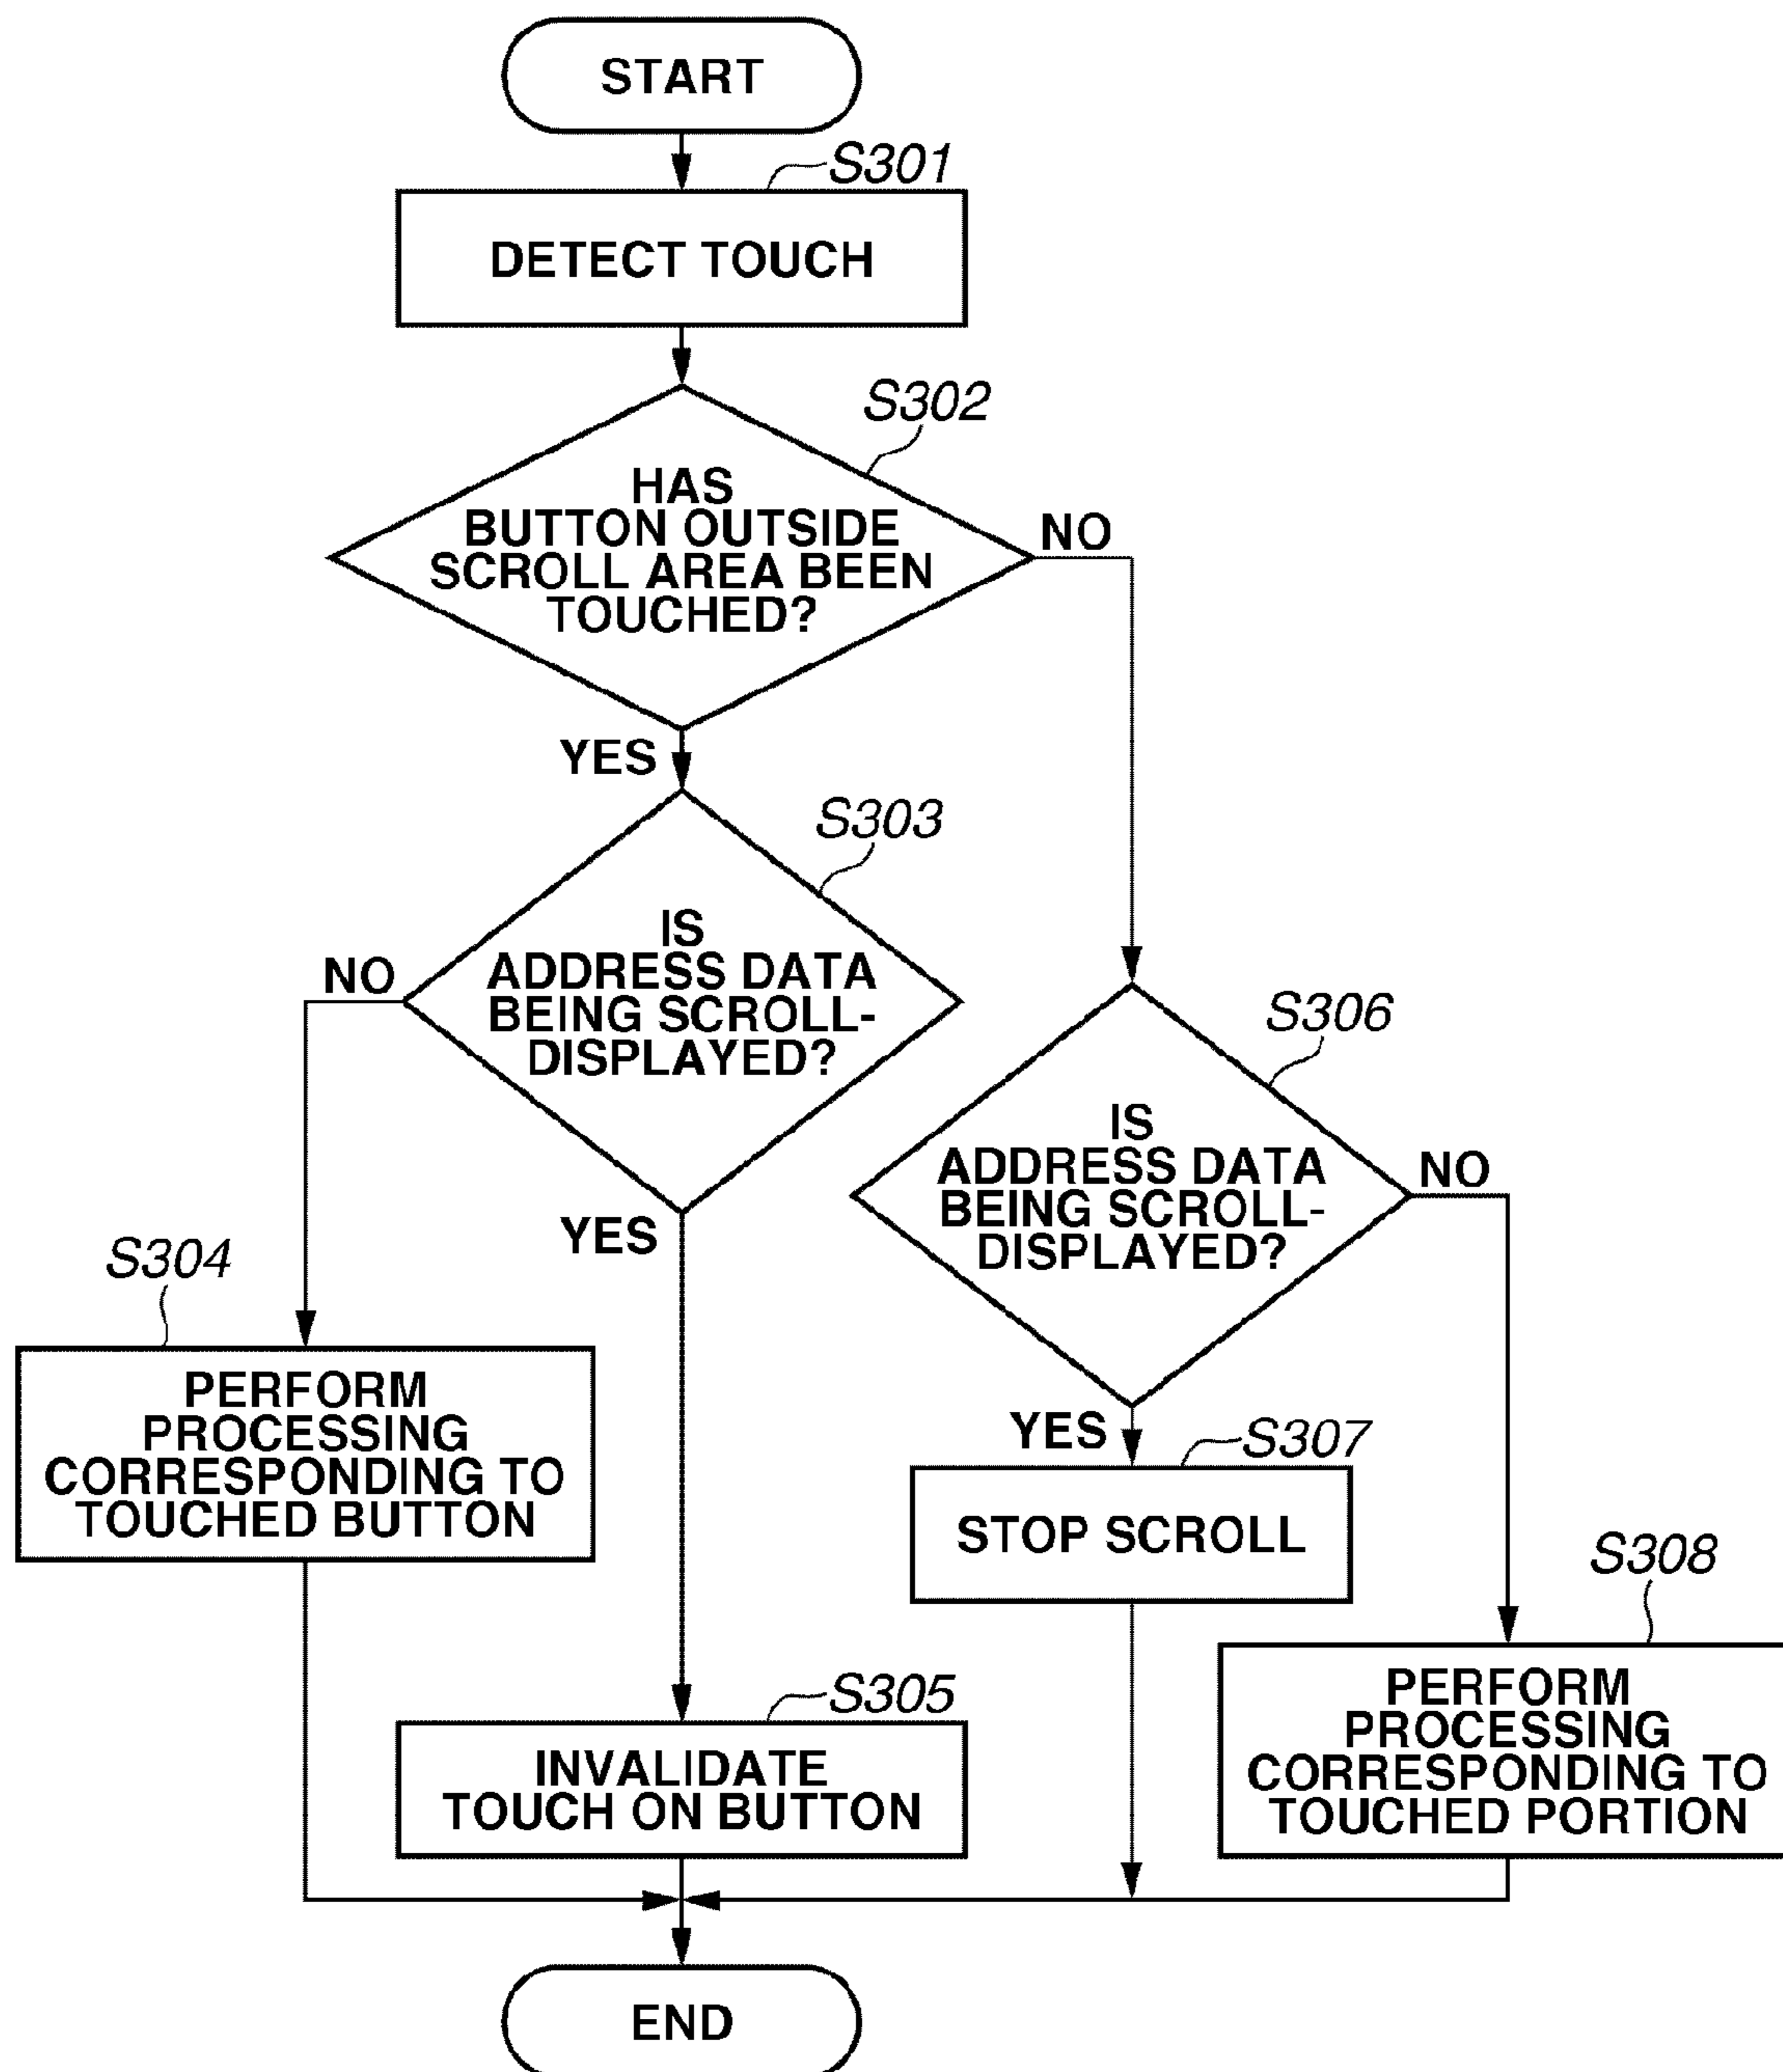 START
S301
DETECT TOUCH
S302
HAS
BUTTON OUTSIDE
SCROLL AREA BEEN
TOUCHED?
NO
YES
S303
IS
ADDRESS DATA
BEING SCROLL-
DISPLAYED?
NO
YES
S306
IS
ADDRESS DATA
BEING SCROLL-
DISPLAYED?
NO
YES
S304
PERFORM
PROCESSING
CORRESPONDING TO
TOUCHED BUTTON
S307
STOP SCROLL
S308
PERFORM
PROCESSING
CORRESPONDING TO
TOUCHED PORTION
S305
INVALIDATE
TOUCH ON BUTTON
END